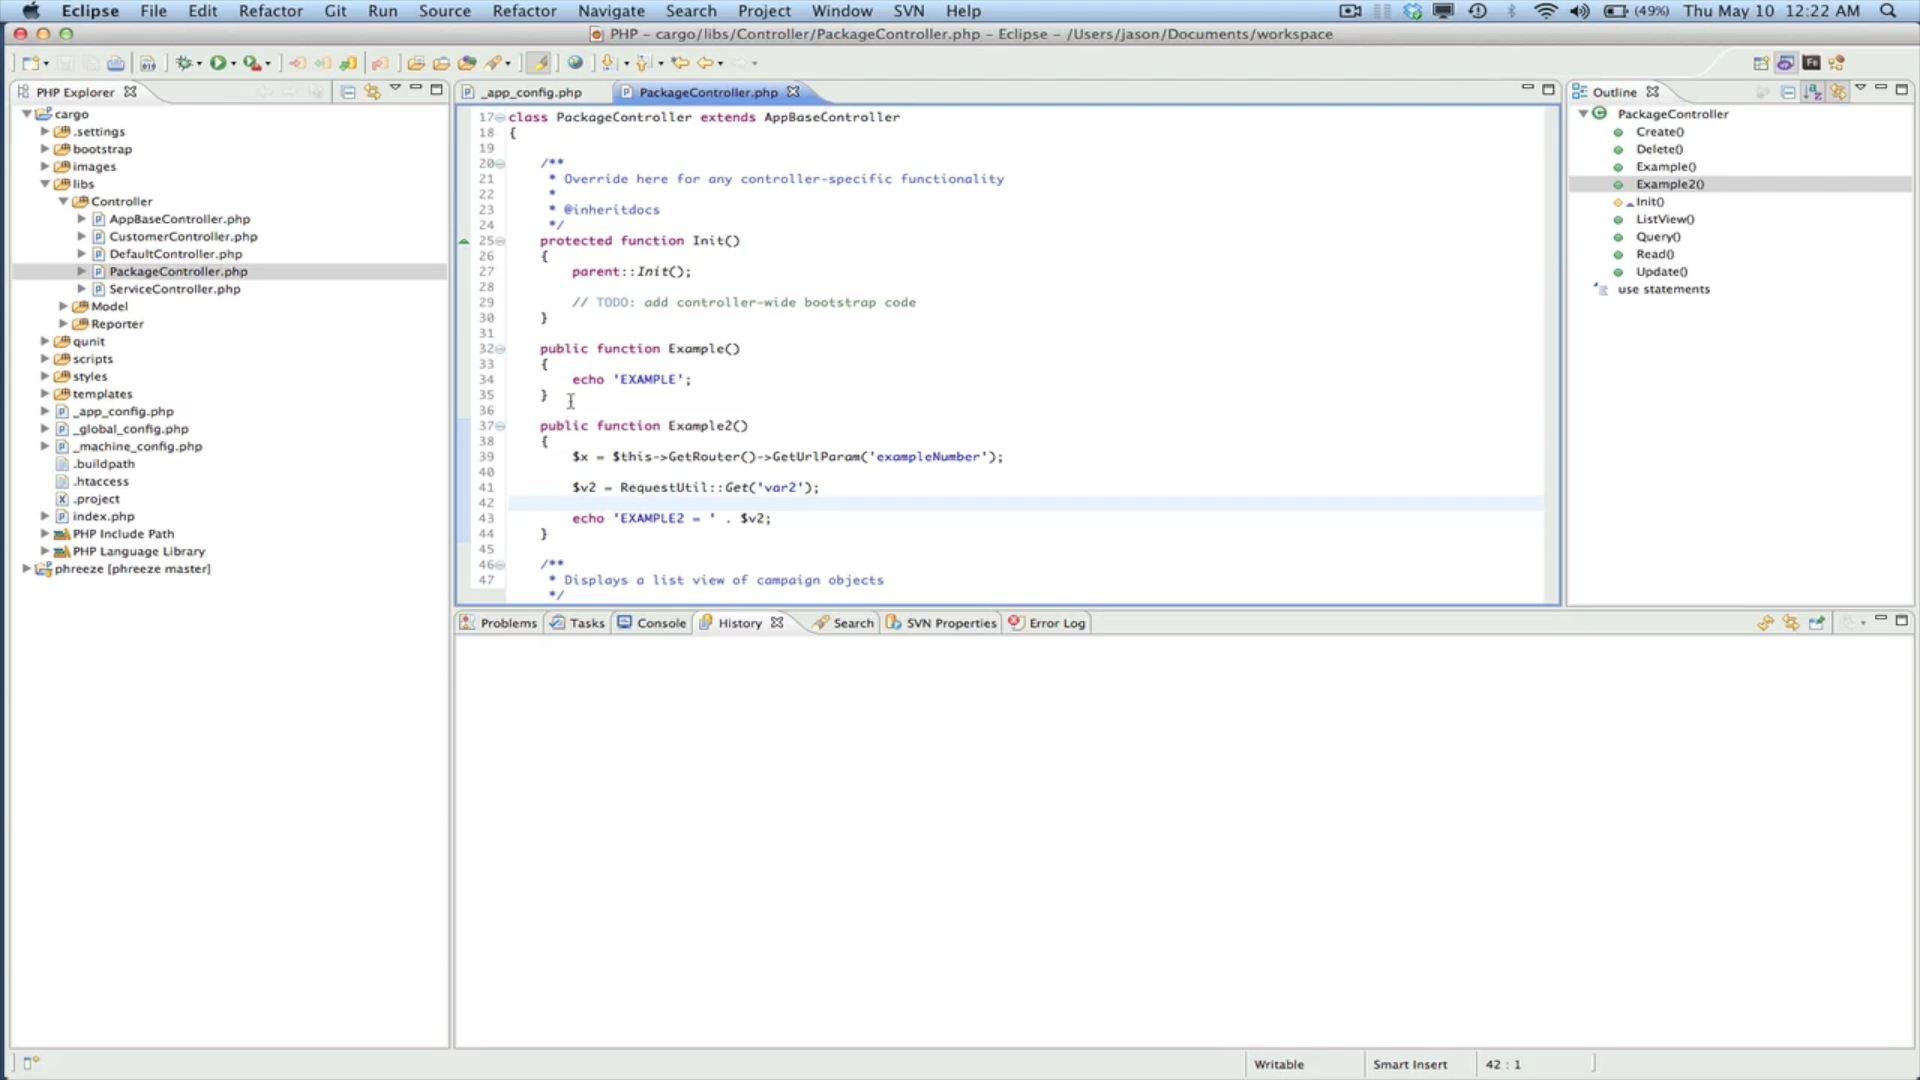 Eclipse File Edit Refactor Git Run Source Refactor Navigate Search Project Window SVN Help (49%) Thu May 10 12:22 AM
PHP - cargo/libs/Controller/PackageController.php - Eclipse - /Users/jason/Documents/workspace
PHP Explorer
cargo
.settings
bootstrap
images
libs
Controller
AppBaseController.php
CustomerController.php
DefaultController.php
PackageController.php
ServiceController.php
Model
Reporter
qunit
scripts
styles
templates
_app_config.php
_global_config.php
_machine_config.php
.buildpath
.htaccess
.project
index.php
PHP Include Path
PHP Language Library
phreeze [phreeze master]
_app_config.php PackageController.php
17 class PackageController extends AppBaseController
18 {
19
20 /**
21 * Override here for any controller-specific functionality
22 *
23 * @inheritdocs
24 */
25 protected function Init()
26 {
27 parent::Init();
28
29 // TODO: add controller-wide bootstrap code
30 }
31
32 public function Example()
33 {
34 echo 'EXAMPLE';
35 }
36
37 public function Example2()
38 {
39 $x = $this->GetRouter()->GetUrlParam('exampleNumber');
40
41 $v2 = RequestUtil::Get('var2');
42
43 echo 'EXAMPLE2 = ' . $v2;
44 }
45
46 /**
47 * Displays a list view of campaign objects
*/
Outline
PackageController
Create()
Delete()
Example()
Example2()
Init()
ListView()
Query()
Read()
Update()
use statements
Problems Tasks Console History Search SVN Properties Error Log
Writable Smart Insert 42 : 1